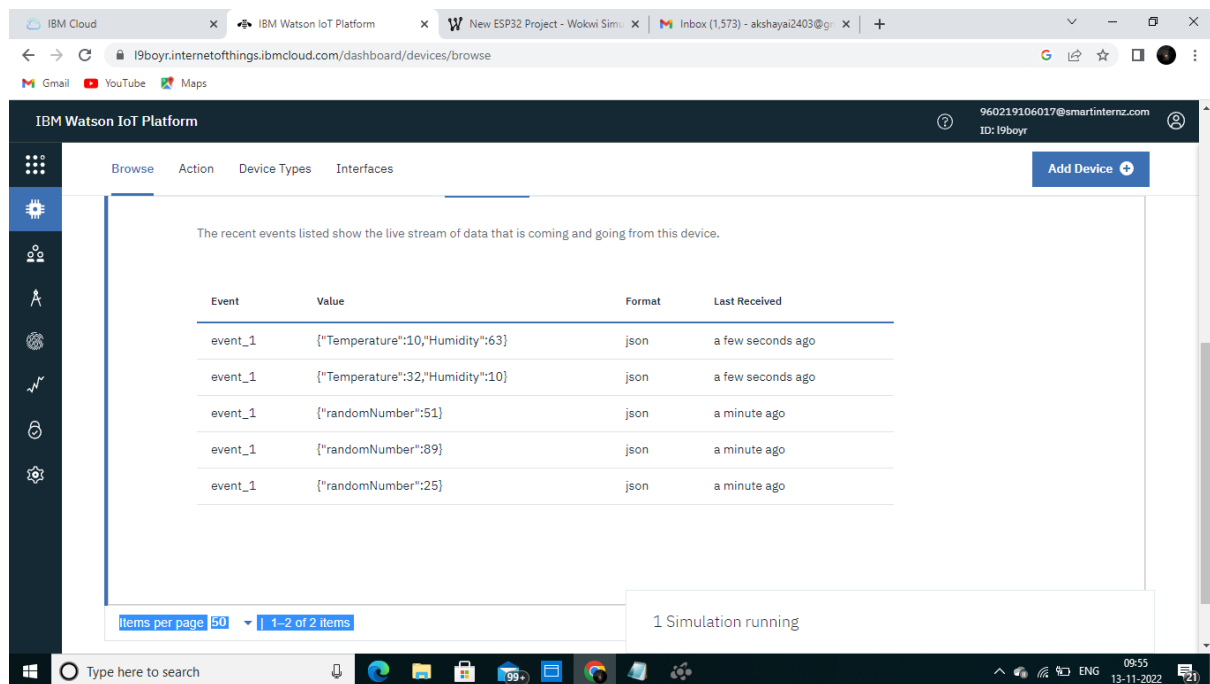 IBM Cloud
IBM Watson IoT Platform
New ESP32 Project - Wokwi Simu
Inbox (1,573) - akshayai2403@gm
l9boyr.internetofthings.ibmcloud.com/dashboard/devices/browse
Gmail YouTube Maps
IBM Watson IoT Platform
960219106017@smartinternz.com
ID: l9boyr
Browse Action Device Types Interfaces
Add Device
The recent events listed show the live stream of data that is coming and going from this device.
Event Value Format Last Received
event_1 {"Temperature":10,"Humidity":63} json a few seconds ago
event_1 {"Temperature":32,"Humidity":10} json a few seconds ago
event_1 {"randomNumber":51} json a minute ago
event_1 {"randomNumber":89} json a minute ago
event_1 {"randomNumber":25} json a minute ago
Items per page 50 | 1–2 of 2 items
1 Simulation running
Type here to search
99+
ENG
09:55
13-11-2022
21